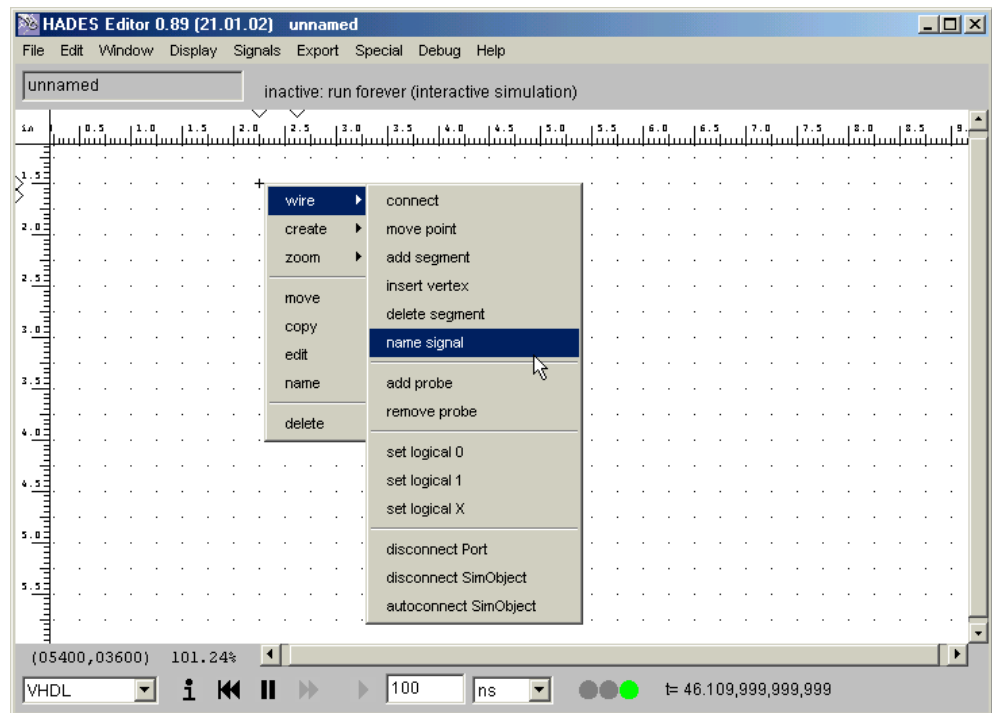 HADES Editor 0.89 (21.01.02) unnamed
File Edit Window Display Signals Export Special Debug Help
unnamed
inactive: run forever (interactive simulation)
in 0.5 1.0 1.5 2.0 2.5 3.0 3.5 4.0 4.5 5.0 5.5 6.0 6.5 7.0 7.5 8.0 8.5 9.
1.5
2.0
2.5
3.0
3.5
4.0
4.5
5.0
5.5
wire
create
zoom
move
copy
edit
name
delete
connect
move point
add segment
insert vertex
delete segment
name signal
add probe
remove probe
set logical 0
set logical 1
set logical X
disconnect Port
disconnect SimObject
autoconnect SimObject
(05400,03600) 101.24%
VHDL i 100 ns t= 46.109,999,999,999